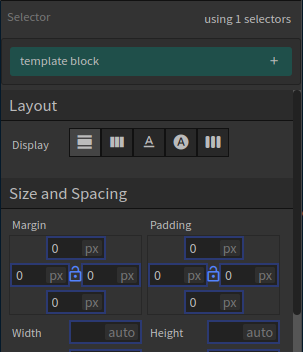 Selector using 1 selectors
template block +
Layout
Display A A
Size and Spacing
Margin Padding
0 px 0 px
0 px 0 px 0 px 0 px
0 px 0 px
Width auto Height auto